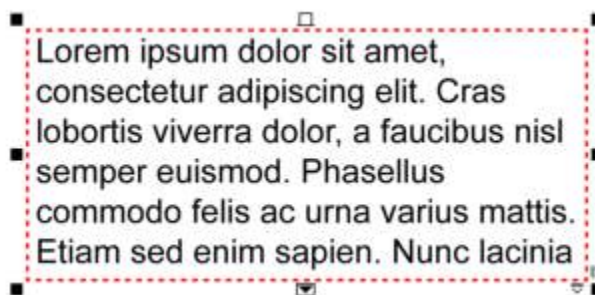 Lorem ipsum dolor sit amet,
consectetur adipiscing elit. Cras
lobortis viverra dolor, a faucibus nisl
semper euismod. Phasellus
commodo felis ac urna varius mattis.
Etiam sed enim sapien. Nunc lacinia